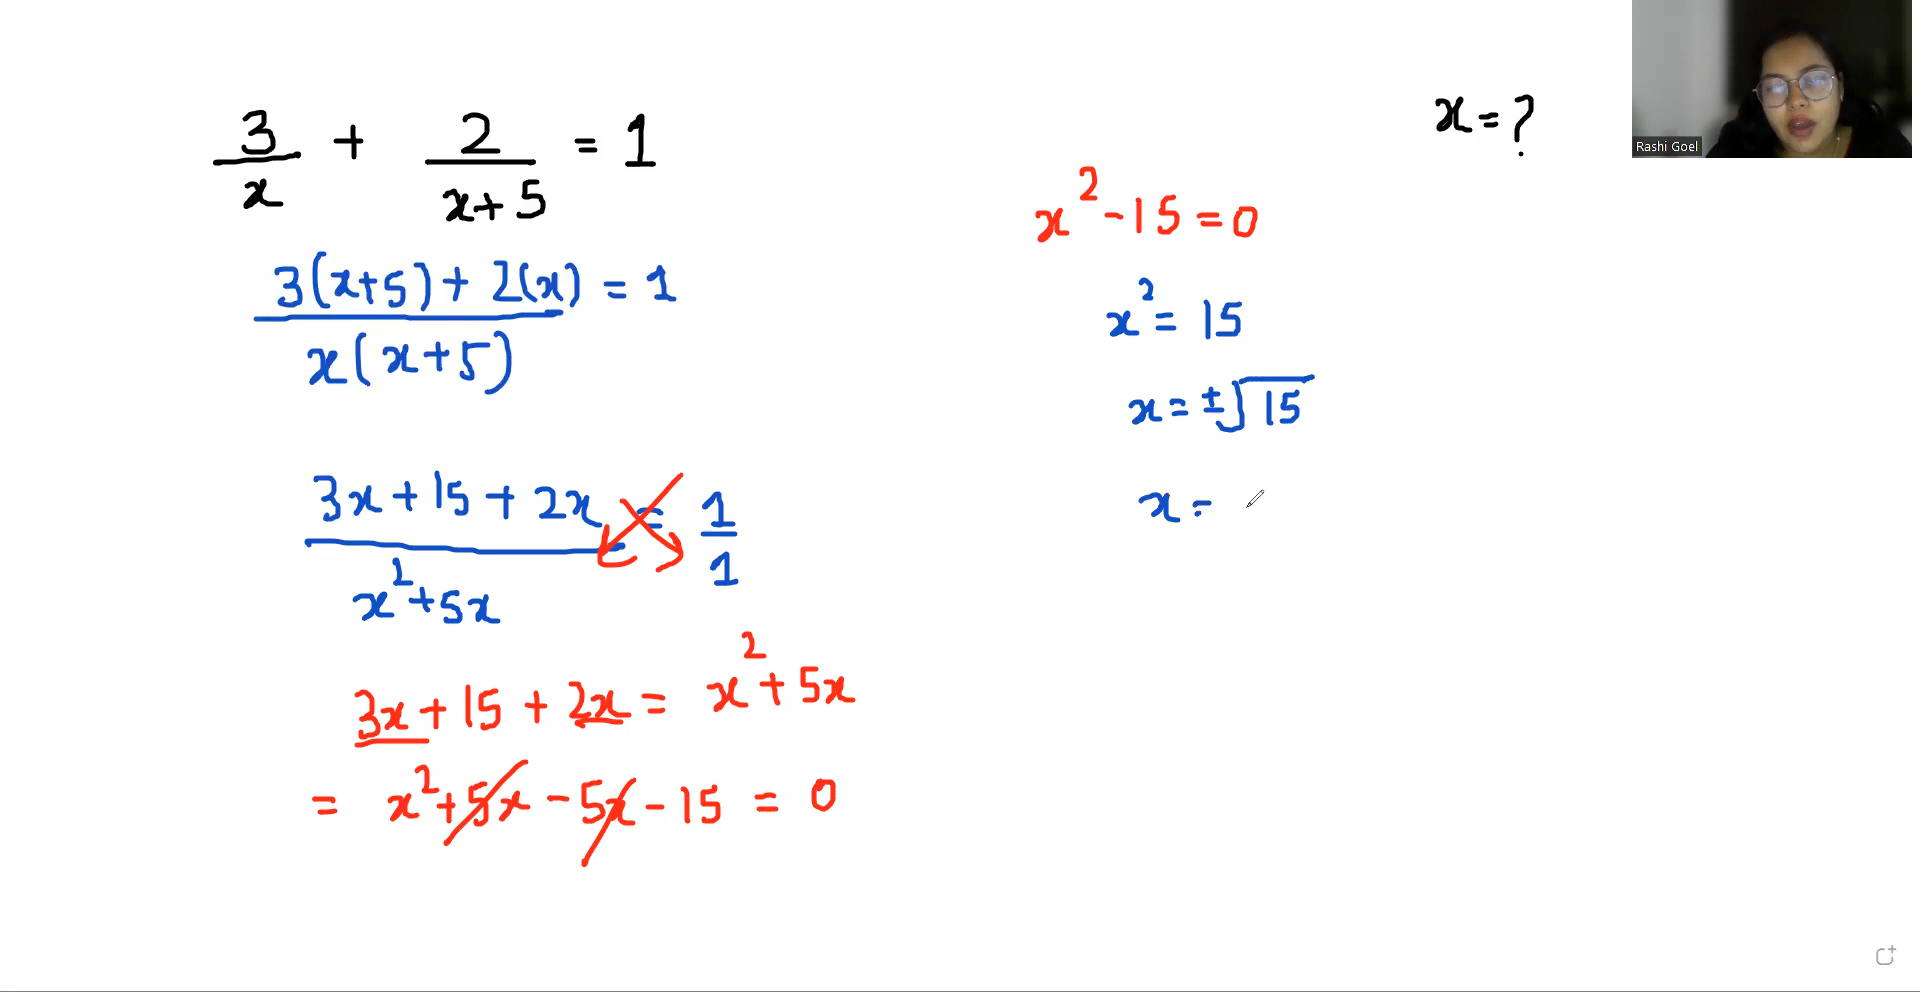 3/x + 2/(x+5) = 1
3(x+5) + 2(x) / x(x+5) = 1
3x + 15 + 2x / x²+5x = 1/1
3x + 15 + 2x = x² + 5x
= x² + 5x - 5x - 15 = 0
x = ?
x² - 15 = 0
x² = 15
x = ±√15
x =
Rashi Goel